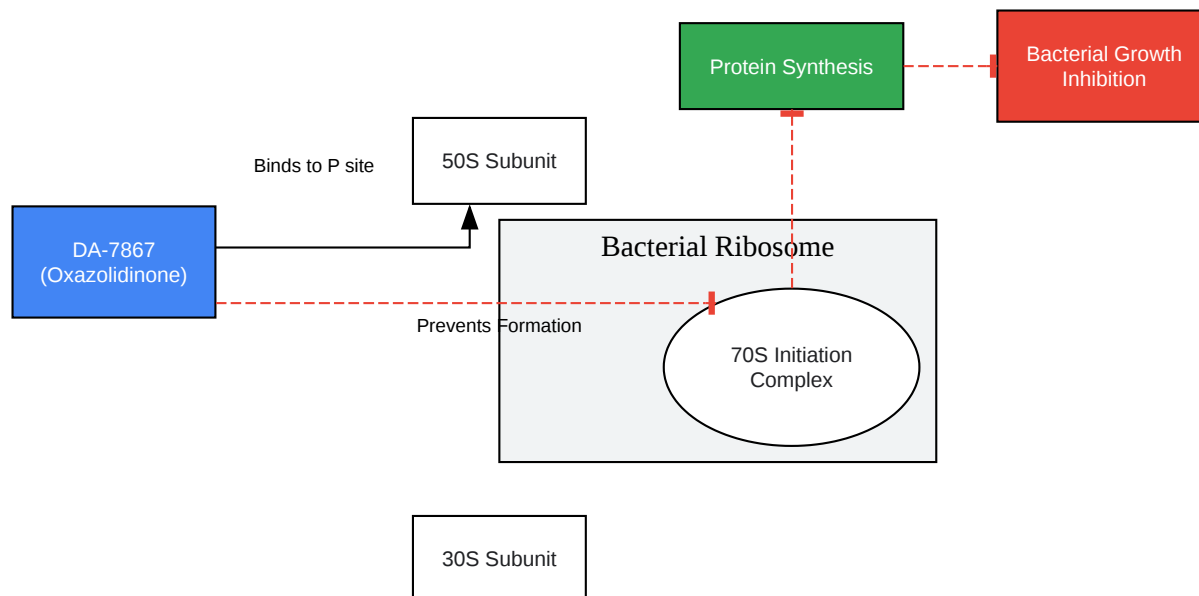 Protein Synthesis
Bacterial Growth
Inhibition
Binds to P site
50S Subunit
DA-7867
(Oxazolidinone)
Bacterial Ribosome
Prevents Formation
70S Initiation
Complex
30S Subunit